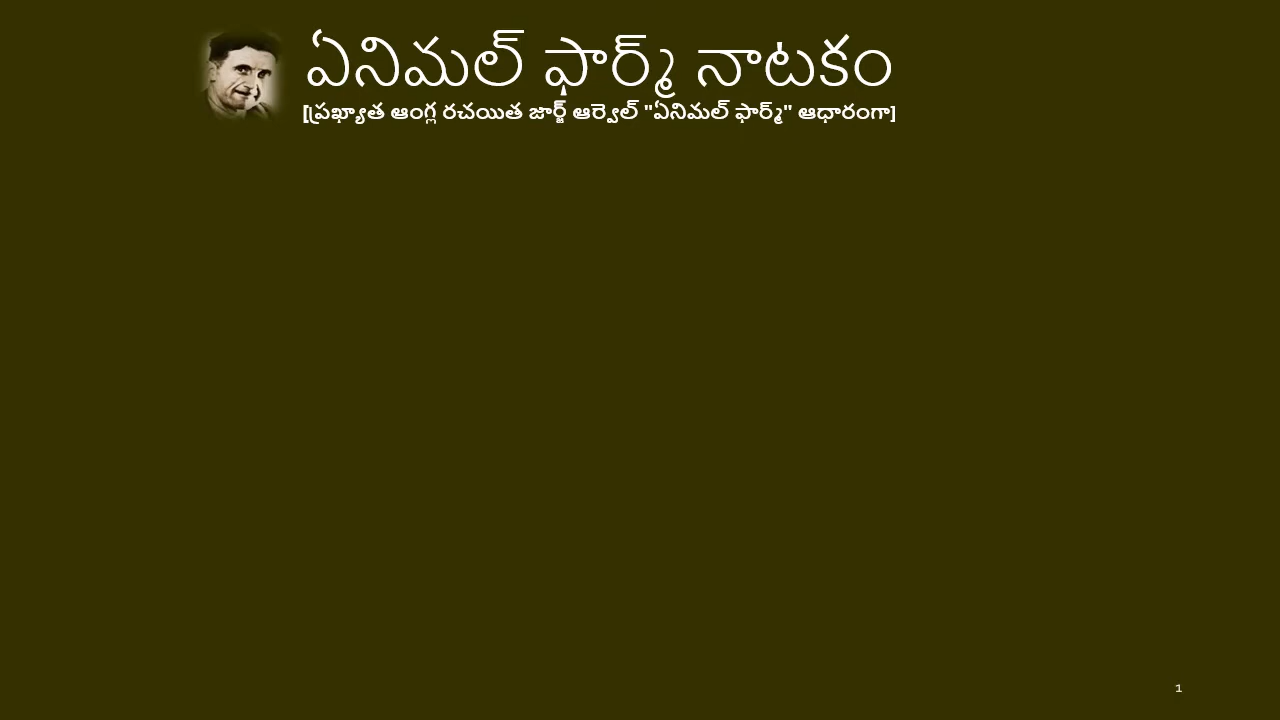 ఏనిమల్ ఫార్మ్ నాటకం
[ప్రఖ్యాత ఆంగ్ల రచయిత జార్జ్ ఆర్వెల్ "ఏనిమల్ ఫార్మ్" ఆధారంగా]
1